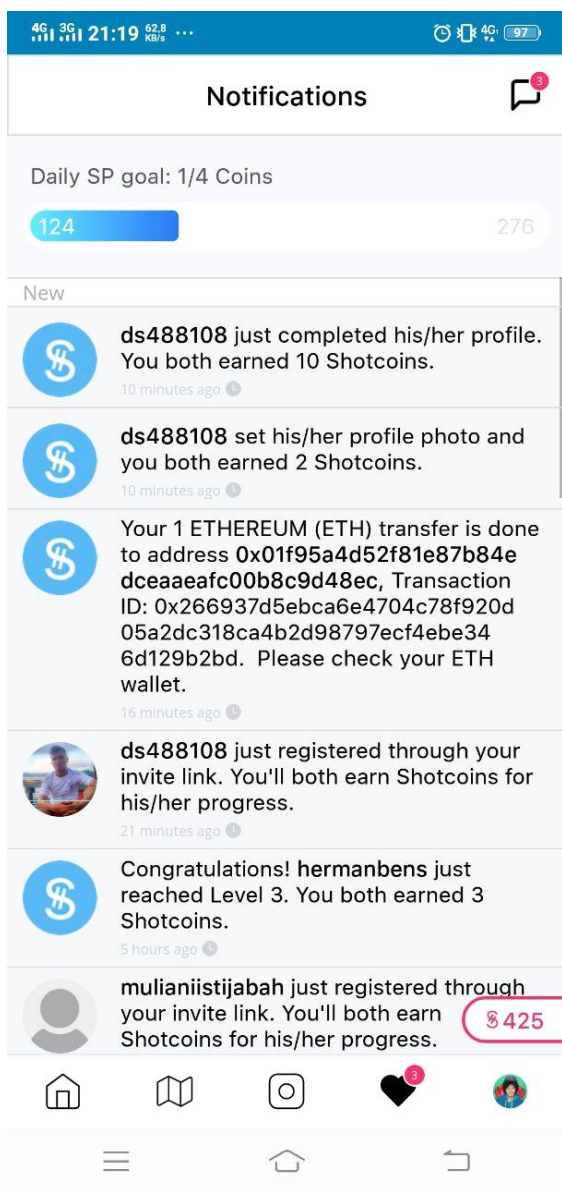 4G 3G 21:19 62,8 KB/s ... 4G 97
Notifications
3
Daily SP goal: 1/4 Coins
124 276
New
ds488108 just completed his/her profile.
You both earned 10 Shotcoins.
10 minutes ago
ds488108 set his/her profile photo and
you both earned 2 Shotcoins.
10 minutes ago
Your 1 ETHEREUM (ETH) transfer is done
to address 0x01f95a4d52f81e87b84e
dceaaeafc00b8c9d48ec, Transaction
ID: 0x266937d5ebca6e4704c78f920d
05a2dc318ca4b2d98797ecf4ebe34
6d129b2bd. Please check your ETH
wallet.
16 minutes ago
ds488108 just registered through your
invite link. You'll both earn Shotcoins for
his/her progress.
21 minutes ago
Congratulations! hermanbens just
reached Level 3. You both earned 3
Shotcoins.
5 hours ago
mulianiistijabah just registered through
your invite link. You'll both earn
Shotcoins for his/her progress.
425
3